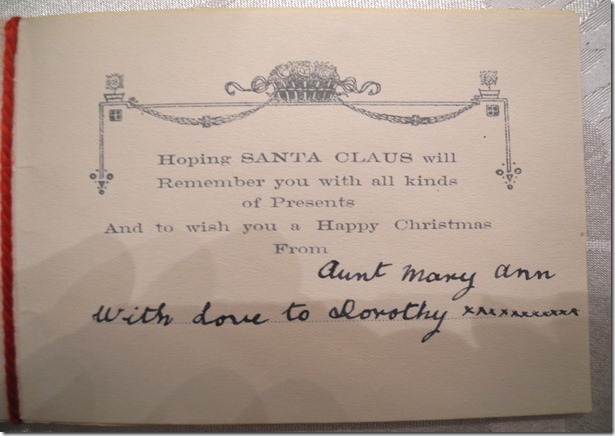 Hoping SANTA CLAUS will
Remember you with all kinds
of Presents
And to wish you a Happy Christmas
From
Aunt Mary Ann
With love to Dorothy xxxxxxxxxxx